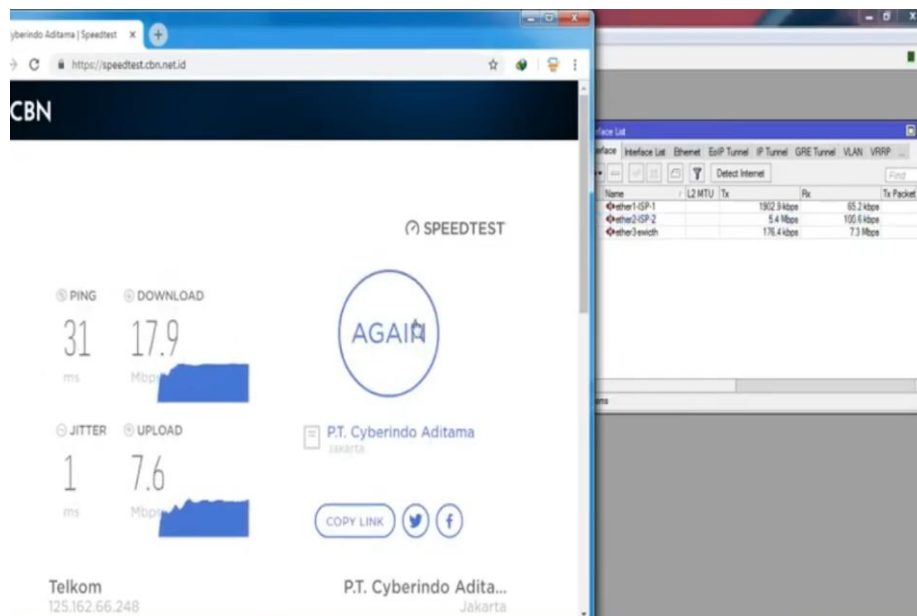 yberindo Aditama | Speedtest
https://speedtest.cbn.net.id
CBN
SPEEDTEST
PING
DOWNLOAD
31
17.9
ms
Mbps
AGAIN
JITTER
UPLOAD
1
7.6
ms
Mbps
P.T. Cyberindo Aditama
Jakarta
COPY LINK
Telkom
125.162.66.248
P.T. Cyberindo Adita...
Jakarta
rface List
erface Interface List Ethernet EoIP Tunnel IP Tunnel GRE Tunnel VLAN VRRP ...
Detect Internet
Find
Name L2 MTU Tx Rx Tx Packet
ether1-ISP-1 1902.9 kbps 65.2 kbps
ether2-ISP-2 5.4 Mbps 100.6 kbps
ether3-swicth 176.4 kbps 7.3 Mbps
ems